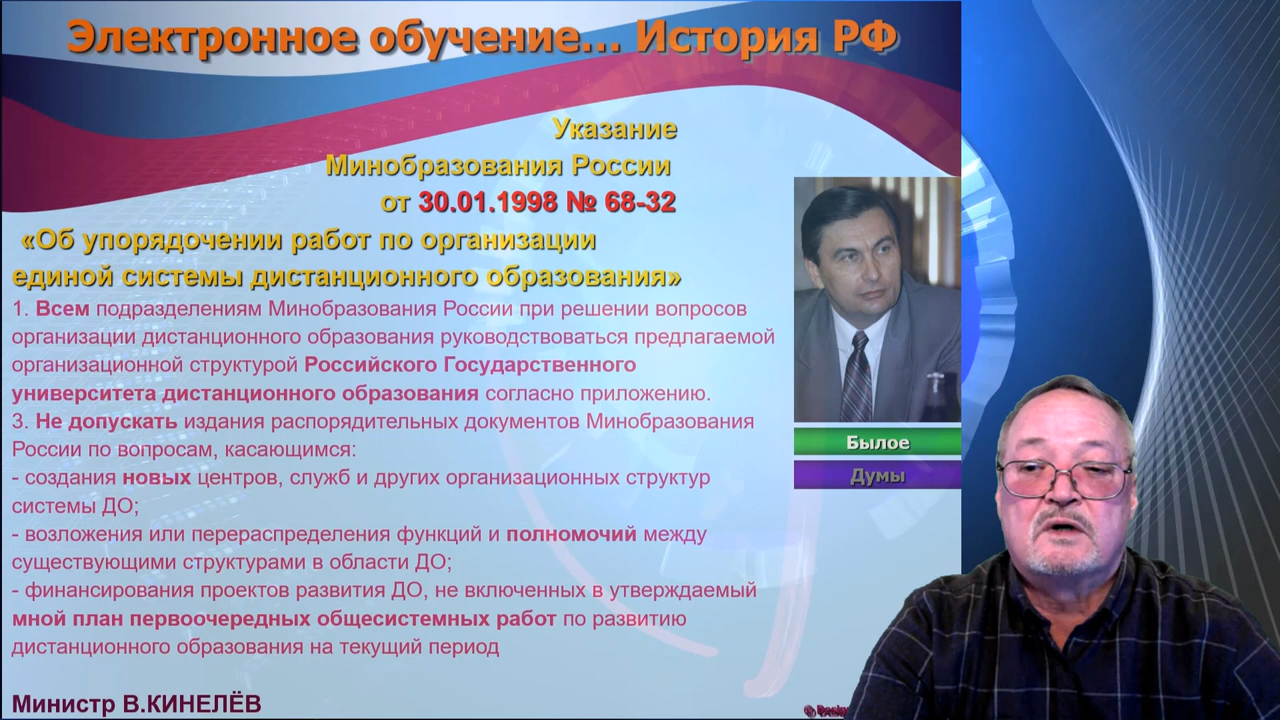 Электронное обучение... История РФ
Указание
Минобразования России
от 30.01.1998 № 68-32
«Об упорядочении работ по организации
единой системы дистанционного образования»
1. Всем подразделениям Минобразования России при решении вопросов
организации дистанционного образования руководствоваться предлагаемой
организационной структурой Российского Государственного
университета дистанционного образования согласно приложению.
3. Не допускать издания распорядительных документов Минобразования
России по вопросам, касающимся:
- создания новых центров, служб и других организационных структур
системы ДО;
- возложения или перераспределения функций и полномочий между
существующими структурами в области ДО;
- финансирования проектов развития ДО, не включенных в утверждаемый
мной план первоочередных общесистемных работ по развитию
дистанционного образования на текущий период
Министр В.КИНЕЛЁВ
Былое
Думы